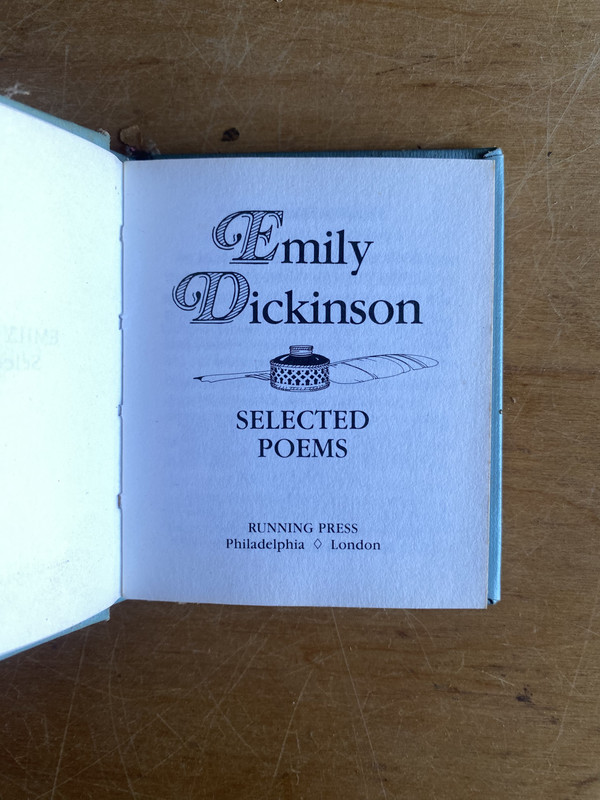 Emily
Dickinson
SELECTED
POEMS
RUNNING PRESS
Philadelphia ◊ London